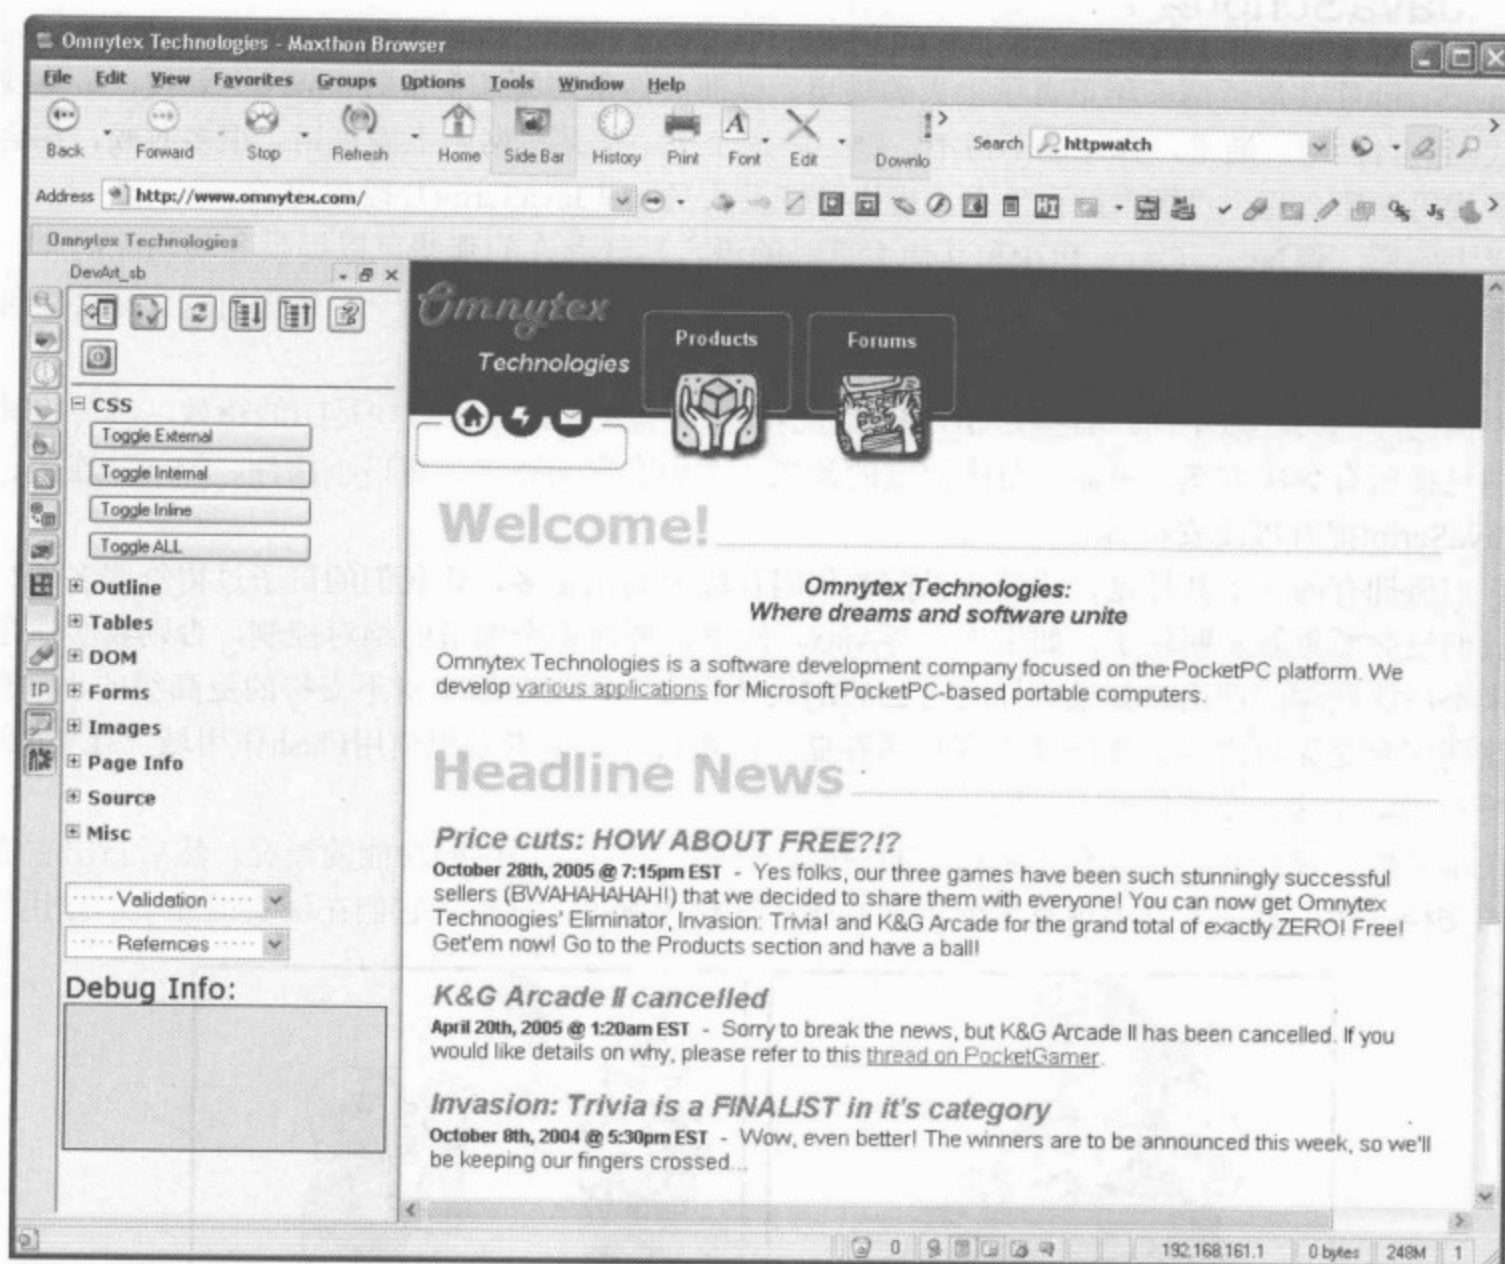 Omnytex Technologies - Maxthon Browser
File Edit View Favorites Groups Options Tools Window Help
Back Forward Stop Refresh Home Side Bar History Print Font Edit Downlo Search httpwatch
Address http://www.omnytex.com/
Omnytex Technologies
DevArt_sb
CSS
Toggle External
Toggle Internal
Toggle Inline
Toggle ALL
Outline
Tables
DOM
IP
Forms
Images
Page Info
Source
Misc
Validation
Refernces
Debug Info:
Omnytex
Technologies
Products
Forums
Welcome!
Omnytex Technologies:
Where dreams and software unite
Omnytex Technologies is a software development company focused on the PocketPC platform. We
develop various applications for Microsoft PocketPC-based portable computers.
Headline News
Price cuts: HOW ABOUT FREE?!?
October 28th, 2005 @ 7:15pm EST - Yes folks, our three games have been such stunningly successful
sellers (BWAHAHAHAH!) that we decided to share them with everyone! You can now get Omnytex
Technoogies' Eliminator, Invasion: Trivia! and K&G Arcade for the grand total of exactly ZERO! Free!
Get'em now! Go to the Products section and have a ball!
K&G Arcade II cancelled
April 20th, 2005 @ 1:20am EST - Sorry to break the news, but K&G Arcade II has been cancelled. If you
would like details on why, please refer to this thread on PocketGamer.
Invasion: Trivia is a FINALIST in it's category
October 8th, 2004 @ 5:30pm EST - Wow, even better! The winners are to be announced this week, so we'll
be keeping our fingers crossed...
0 192.168.161.1 0 bytes 248M 1